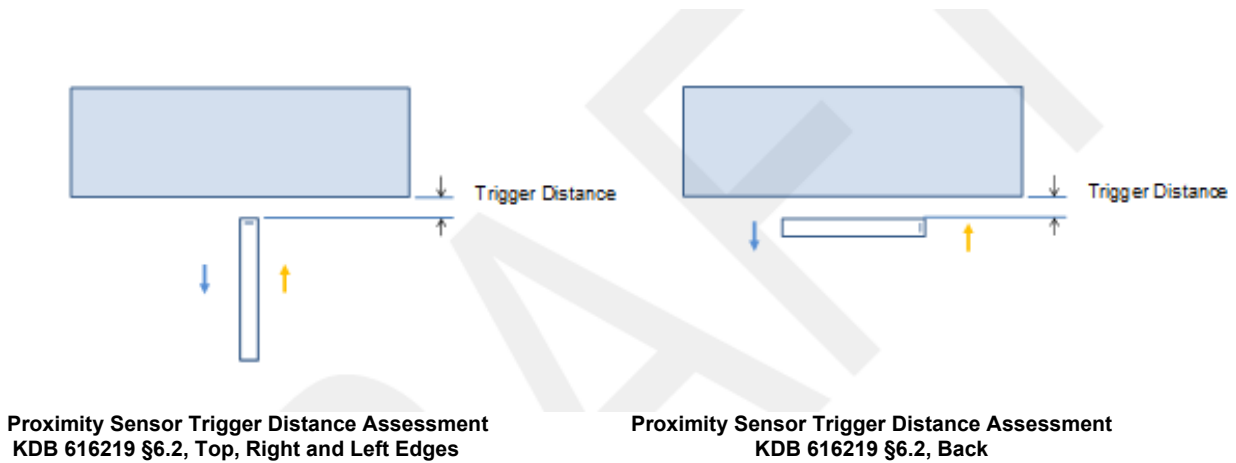 Trigger Distance
Trigger Distance
Proximity Sensor Trigger Distance Assessment
KDB 616219 §6.2, Top, Right and Left Edges
Proximity Sensor Trigger Distance Assessment
KDB 616219 §6.2, Back